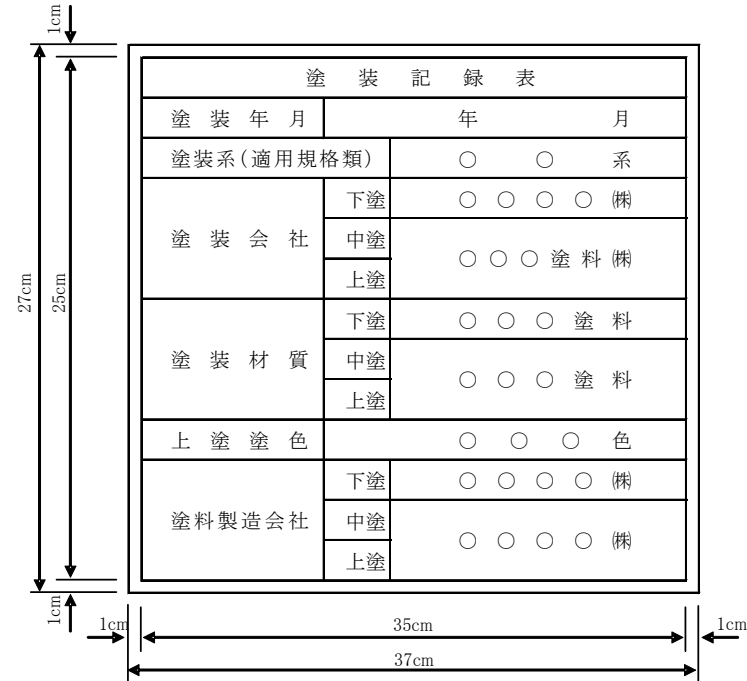 1cm
塗装記録表
塗装年月 年 月
塗装系(適用規格類) ○ ○ 系
塗装会社 下塗 ○○○○㈱
中塗 ○○○塗料㈱
上塗
塗装材質 下塗 ○○○塗料
中塗 ○○○塗料
上塗
上塗塗色 ○○○色
塗料製造会社 下塗 ○○○○㈱
中塗 ○○○○㈱
上塗
27cm
25cm
1cm
1cm
35cm
1cm
37cm